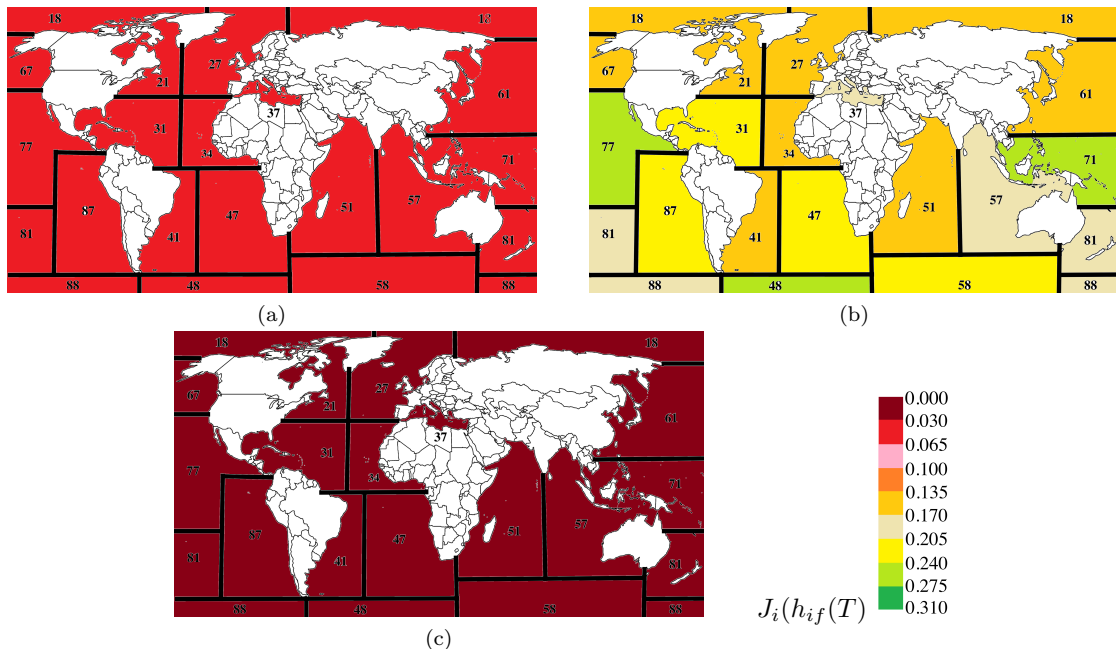 18 18
67 27
21 61
37
31
77 34 71
87 47 51 57
81 41 81
88 48 58 88
(a)
18 18
67 27
21 61
37
31
77 34 71
87 47 51 57
81 41 81
88 48 58 88
(b)
18 18
67 27
21 61
37
31
77 34 71
87 47 51 57
81 41 81
88 48 58 88
(c)
0.000
0.030
0.065
0.100
0.135
0.170
0.205
0.240
0.275
0.310
J_i(h_{if}(T)